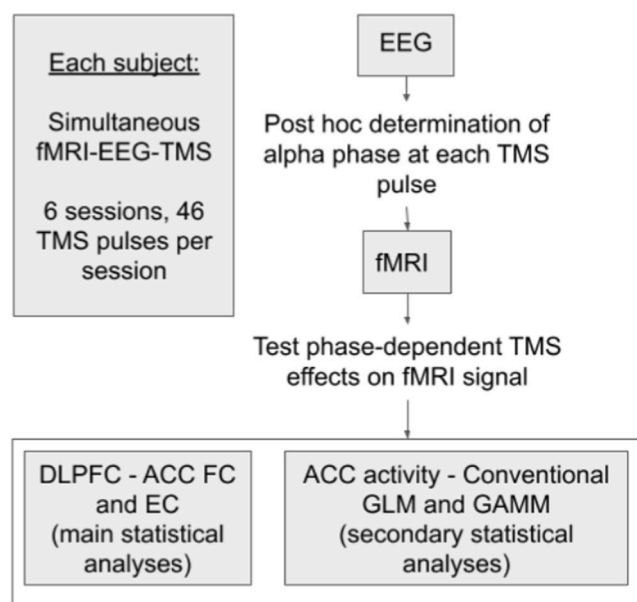 Each subject:
Simultaneous
fMRI-EEG-TMS
6 sessions, 46
TMS pulses per
session
EEG
Post hoc determination of
alpha phase at each TMS
pulse
fMRI
Test phase-dependent TMS
effects on fMRI signal
DLPFC - ACC FC
and EC
(main statistical
analyses)
ACC activity - Conventional
GLM and GAMM
(secondary statistical
analyses)